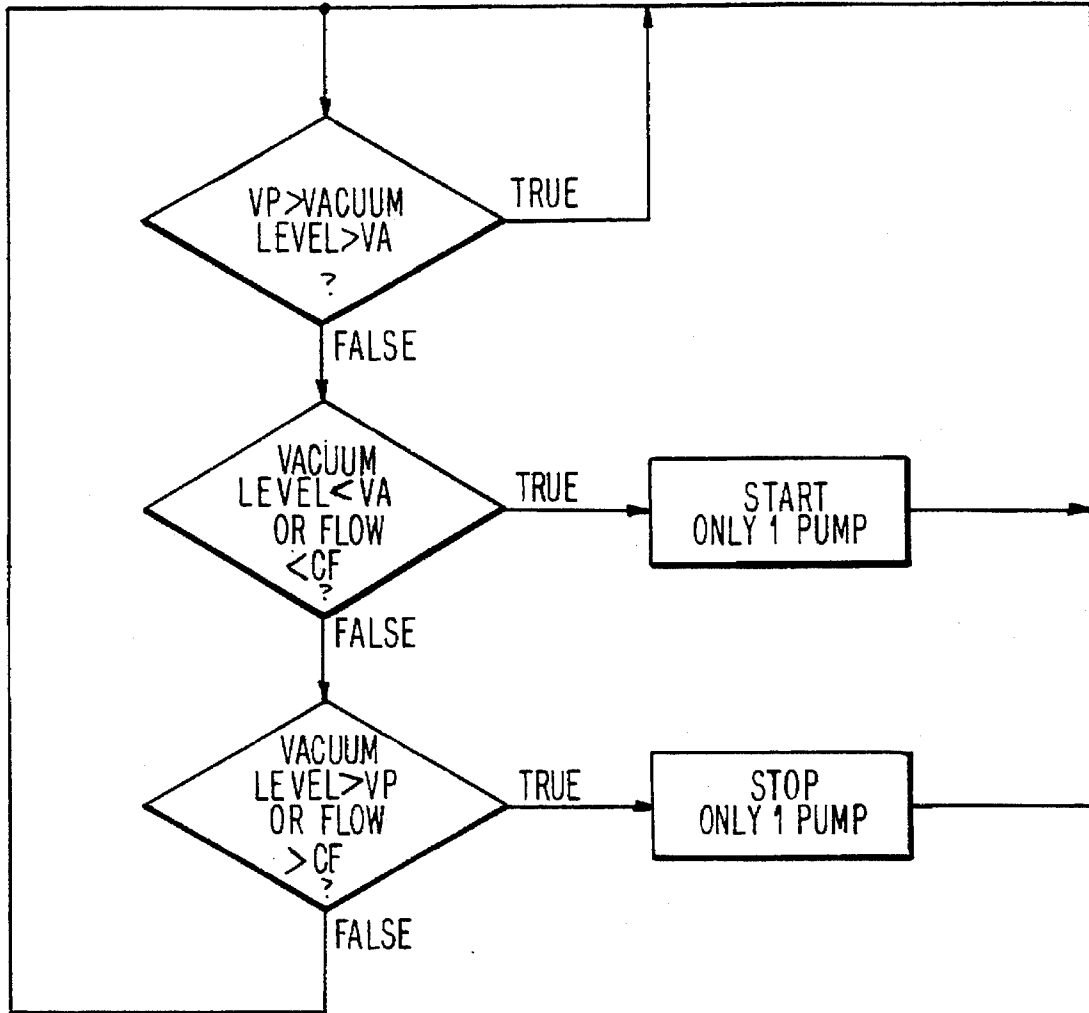 VP>VACUUM
LEVEL>VA
?
TRUE
FALSE
VACUUM
LEVEL<VA
OR FLOW
<CF
?
TRUE
START
ONLY 1 PUMP
FALSE
VACUUM
LEVEL>VP
OR FLOW
>CF
?
TRUE
STOP
ONLY 1 PUMP
FALSE